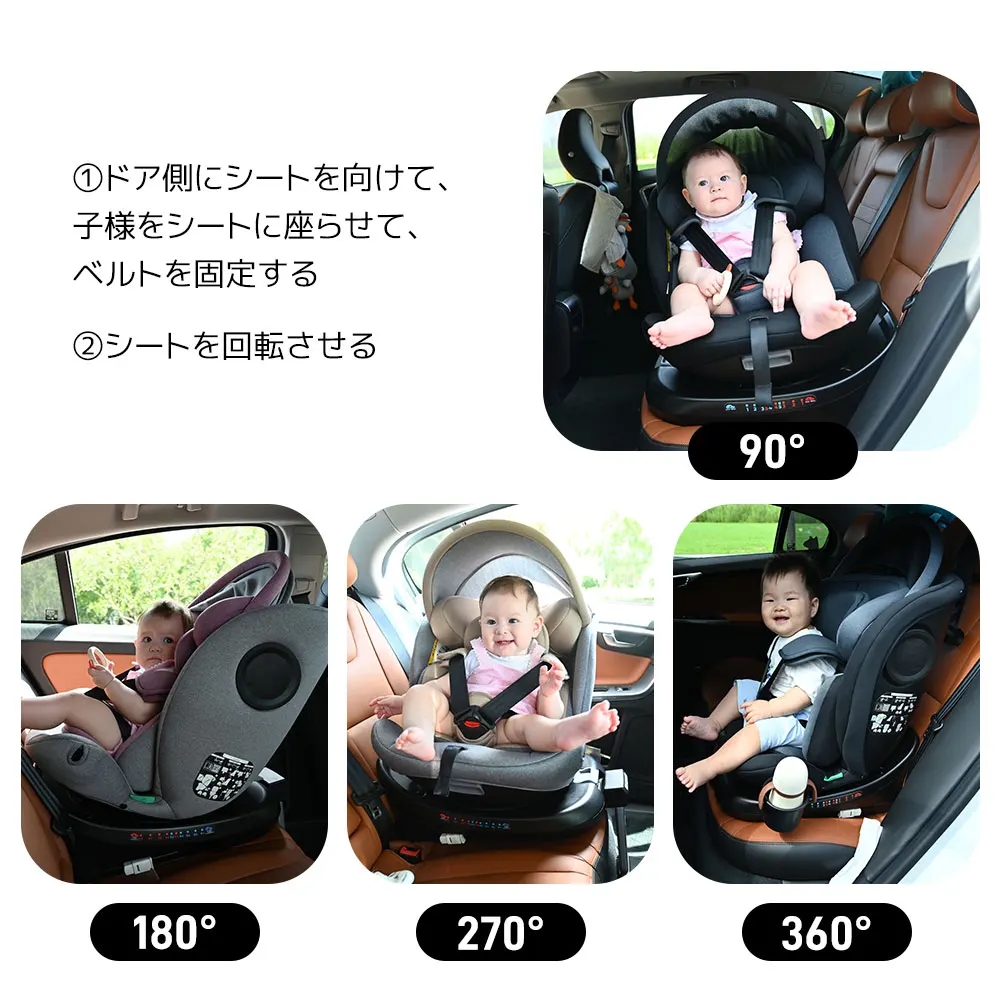 ①ドア側にシートを向けて、
子様をシートに座らせて、
ベルトを固定する
②シートを回転させる
90°
180°
270°
360°